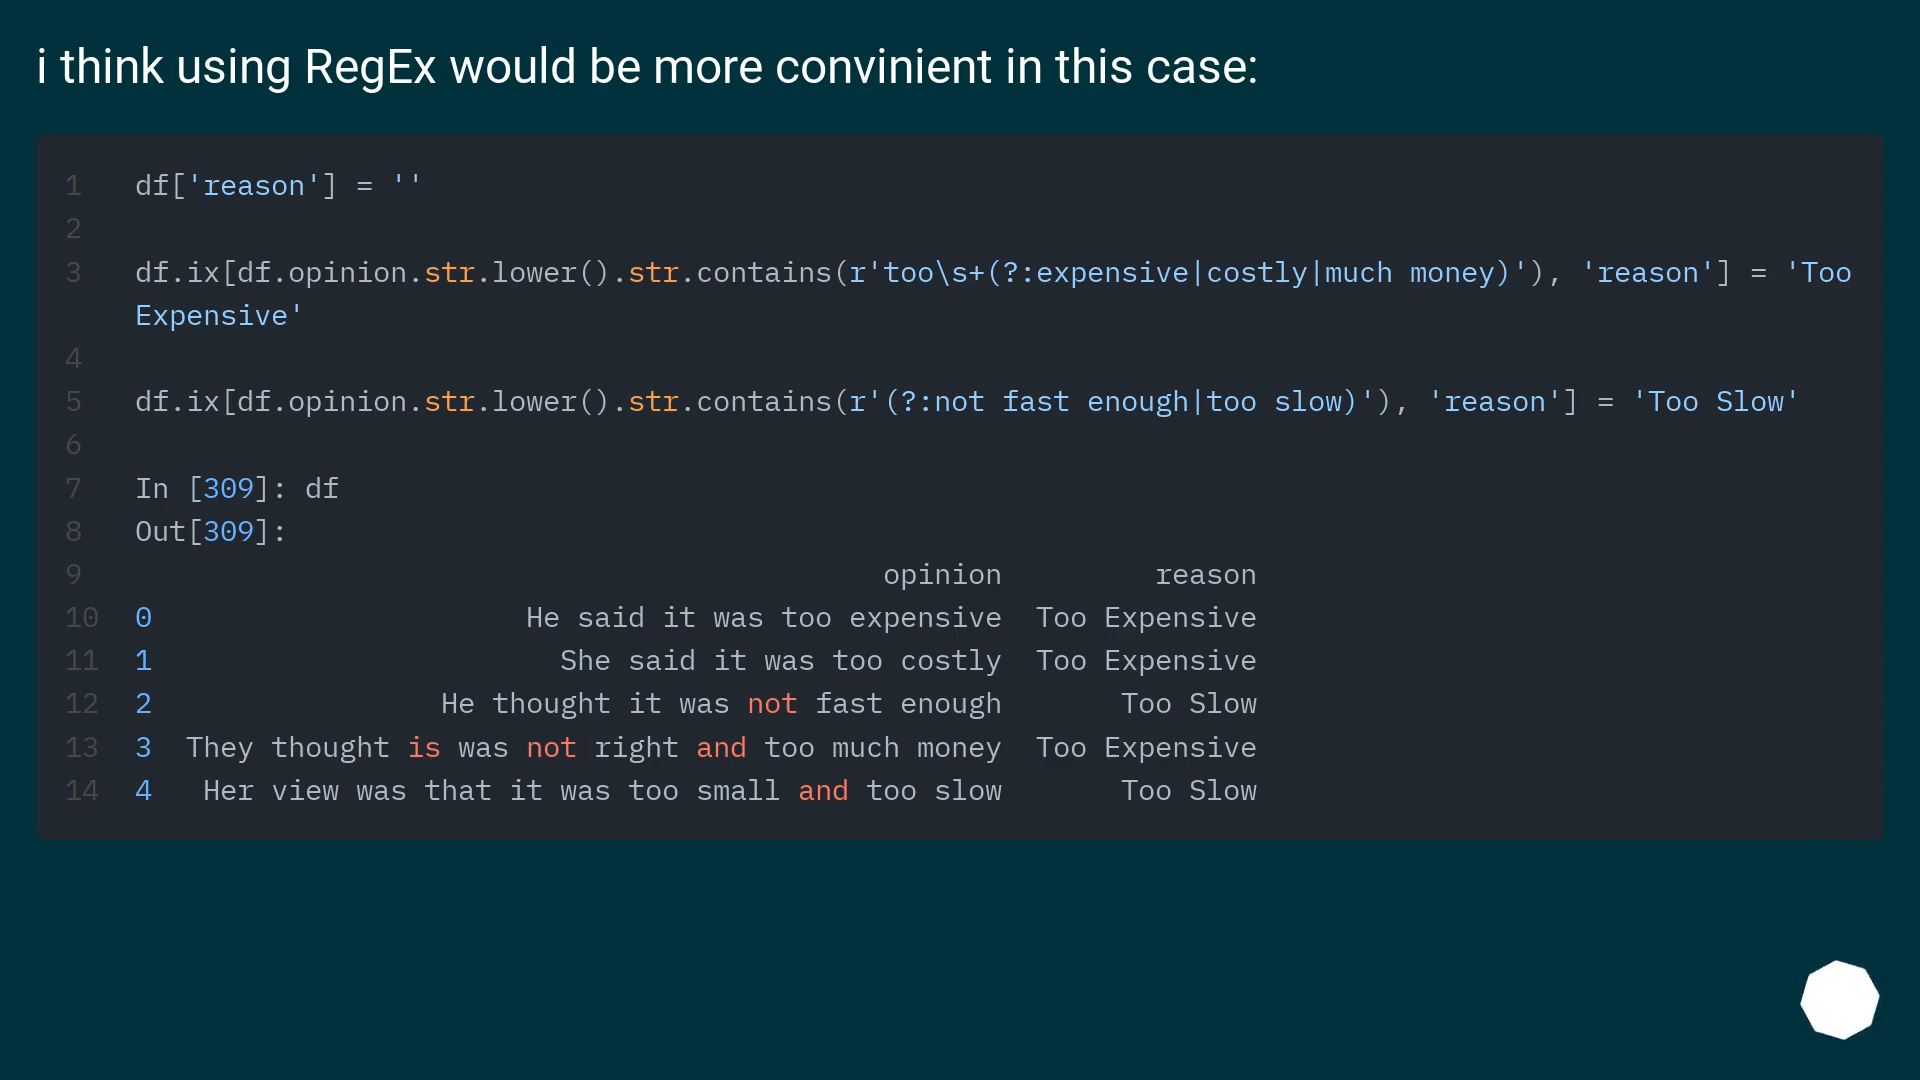 i think using RegEx would be more convinient in this case:
1 df['reason'] = ''
2
3 df.ix[df.opinion.str.lower().str.contains(r'too\s+(?:expensive|costly|much money)'), 'reason'] = 'Too
Expensive'
4
5 df.ix[df.opinion.str.lower().str.contains(r'(?:not fast enough|too slow)'), 'reason'] = 'Too Slow'
6
7 In [309]: df
8 Out[309]:
9 opinion reason
10 0 He said it was too expensive Too Expensive
11 1 She said it was too costly Too Expensive
12 2 He thought it was not fast enough Too Slow
13 3 They thought is was not right and too much money Too Expensive
14 4 Her view was that it was too small and too slow Too Slow